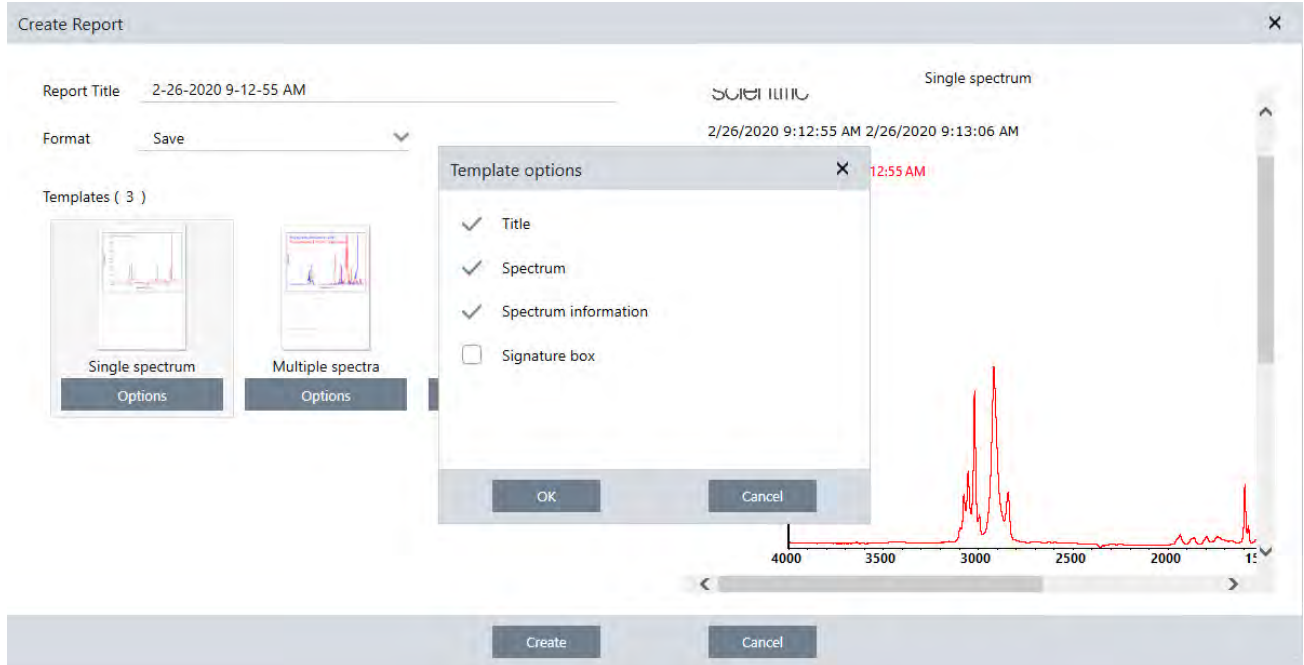 Create Report
Report Title 2-26-2020 9-12-55 AM
Format Save
Templates ( 3 )
Single spectrum
Options
Multiple spectra
Options
Template options
Title
Spectrum
Spectrum information
Signature box
OK Cancel
Single spectrum
2/26/2020 9:12:55 AM 2/26/2020 9:13:06 AM
12:55 AM
4000 3500 3000 2500 2000
Create Cancel